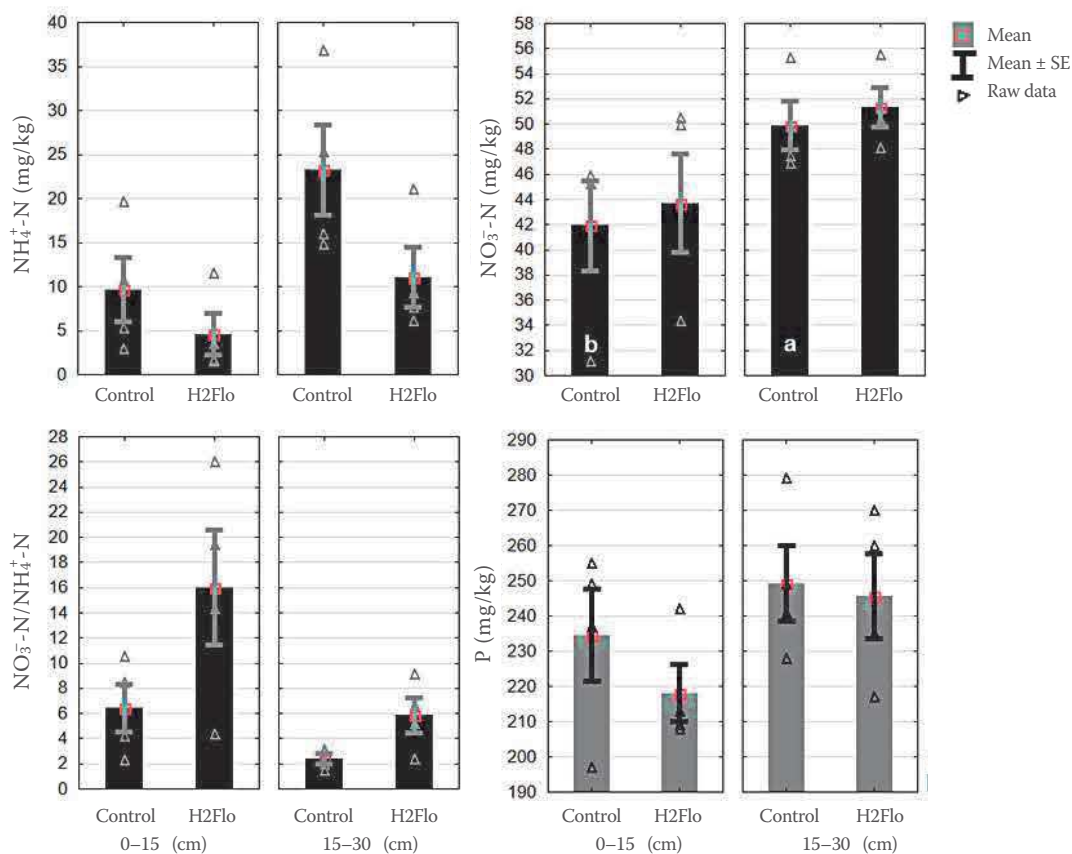 NH₄⁺-N (mg/kg)
40
35
30
25
20
15
10
5
0
Control H2Flo
Control H2Flo
NO₃⁻-N (mg/kg)
58
56
54
52
50
48
46
44
42
40
38
36
34
32
30
b
a
Control H2Flo
Control H2Flo
Mean
Mean ± SE
Raw data
NO₃⁻-N/NH₄⁺-N
28
26
24
22
20
18
16
14
12
10
8
6
4
2
0
Control H2Flo
0–15 (cm)
Control H2Flo
15–30 (cm)
P (mg/kg)
290
280
270
260
250
240
230
220
210
200
190
Control H2Flo
0–15 (cm)
Control H2Flo
15–30 (cm)